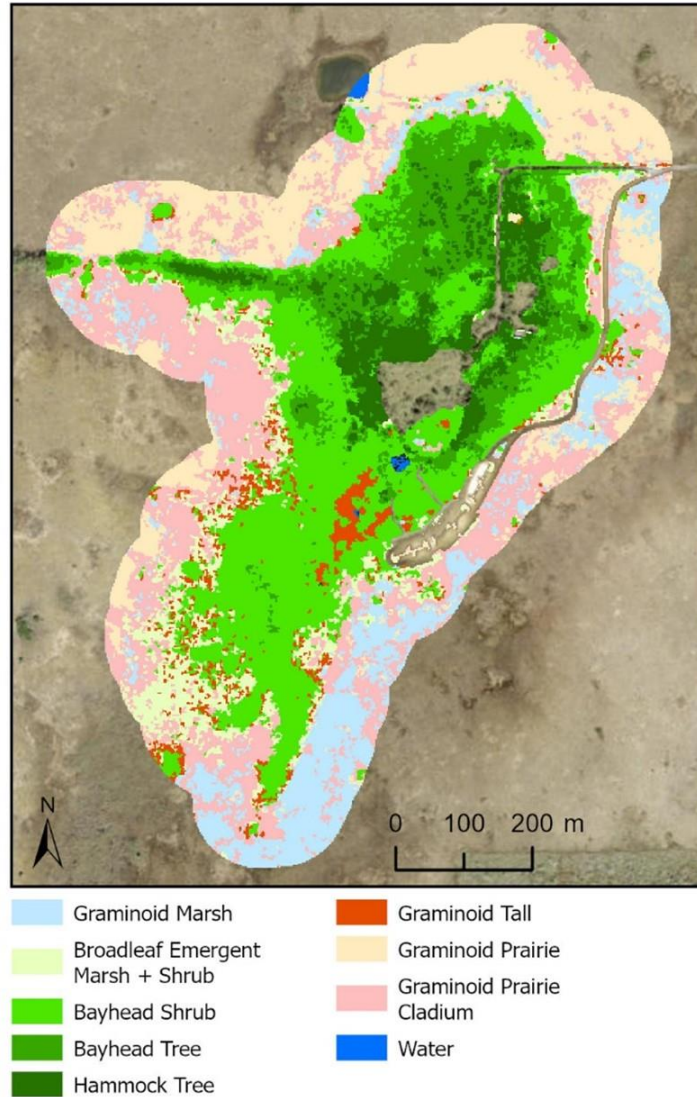 N
0 100 200 m
Graminoid Marsh
Broadleaf Emergent
Marsh + Shrub
Bayhead Shrub
Bayhead Tree
Hammock Tree
Graminoid Tall
Graminoid Prairie
Graminoid Prairie
Cladium
Water